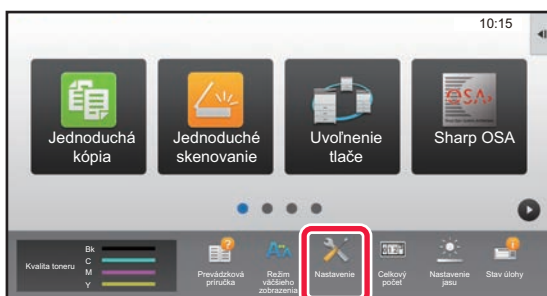 10:15
Jednoduchá
kópia
Jednoduché
skenovanie
Uvoľnenie
tlače
OSA
Sharp OSA
Kvalita toneru
Bk
C
M
Y
Prevádzková
príručka
Režim
väčšieho
zobrazenia
Nastavenie
Celkový
počet
Nastavenie
jasu
Stav úlohy